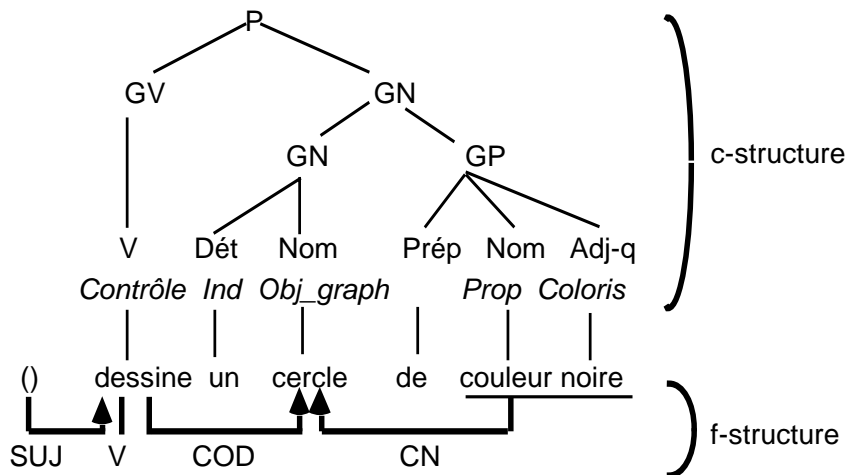 P
GV GN
GN GP
c-structure
V Dét Nom Prép Nom Adj-q
Contrôle Ind Obj_graph Prop Coloris
() dessine un cercle de couleur noire
SUJ V COD CN
f-structure